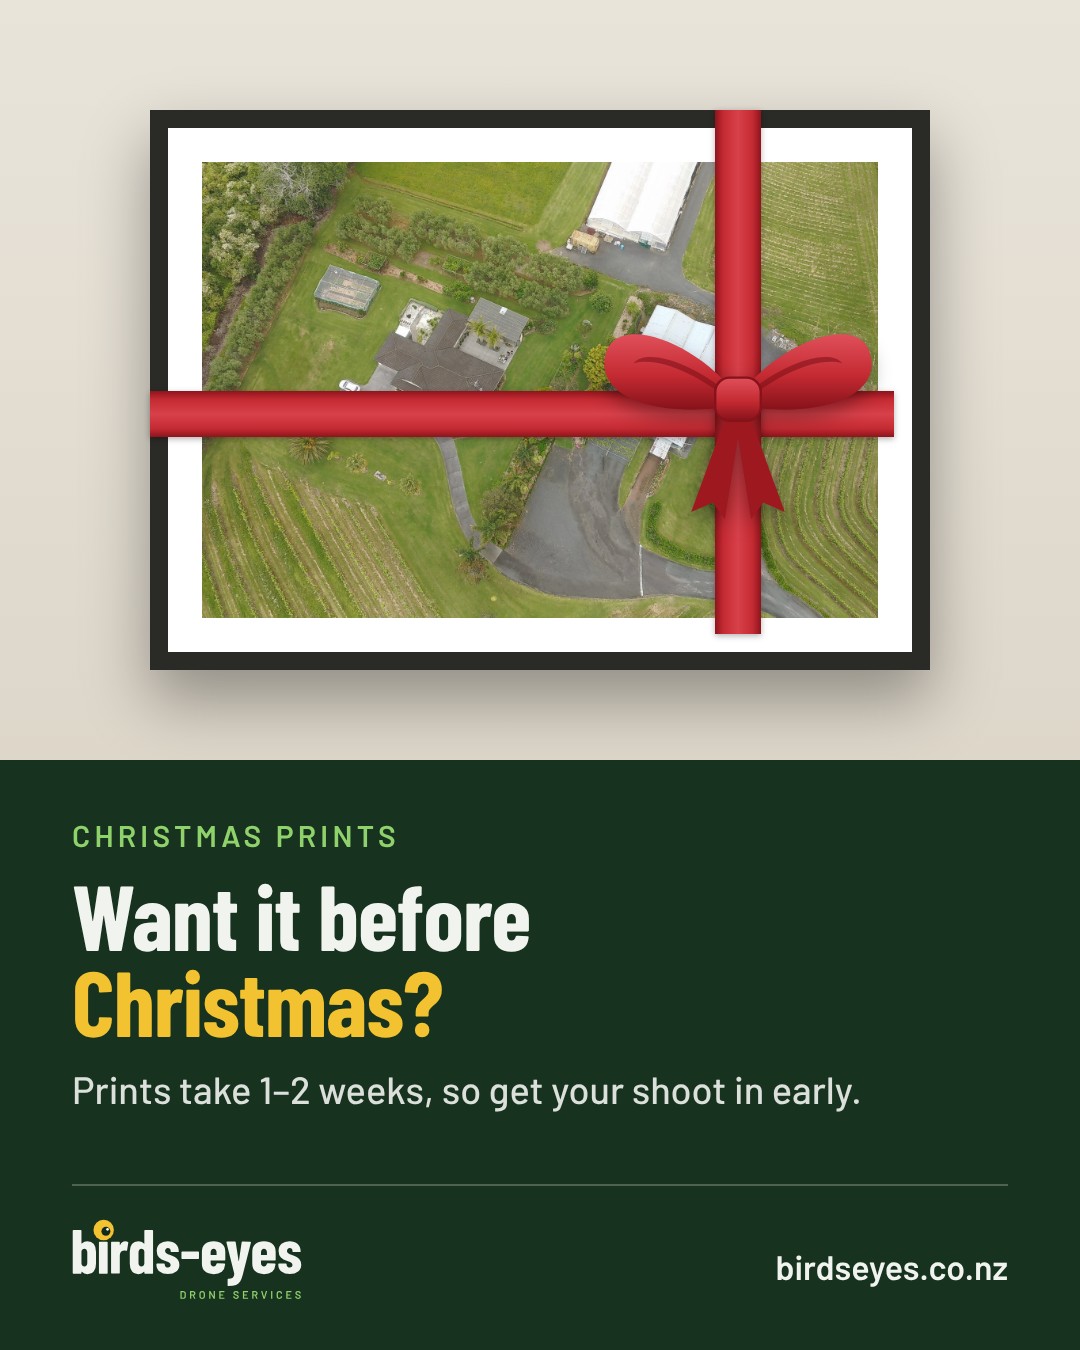 CHRISTMAS PRINTS
Want it before
Christmas?
Prints take 1–2 weeks, so get your shoot in early.
birds-eyes
DRONE SERVICES
birdseyes.co.nz